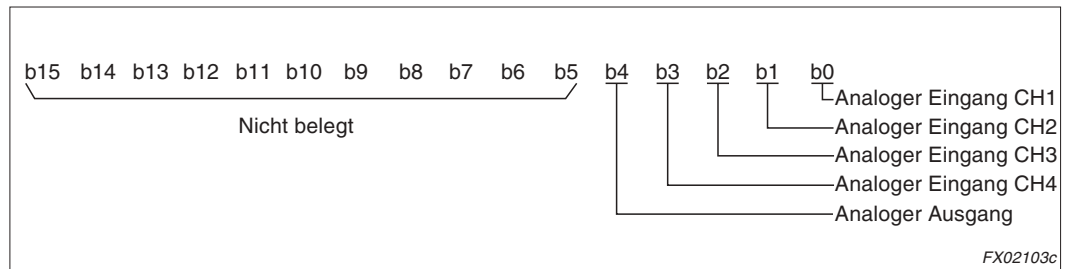 b15 b14 b13 b12 b11 b10 b9 b8 b7 b6 b5 b4 b3 b2 b1 b0
Analoger Eingang CH1
Nicht belegt
Analoger Eingang CH2
Analoger Eingang CH3
Analoger Eingang CH4
Analoger Ausgang
FX02103c